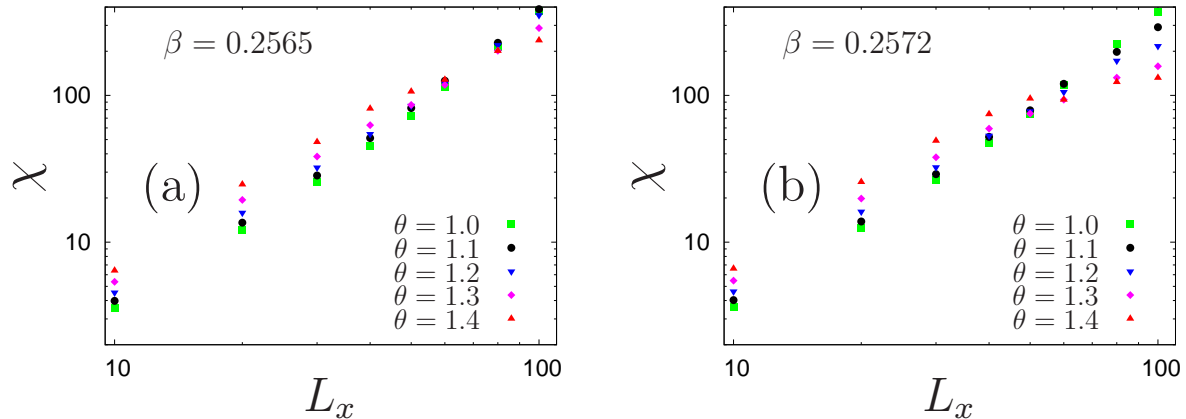 β = 0.2565
100
10
χ
(a)
θ = 1.0
θ = 1.1
θ = 1.2
θ = 1.3
θ = 1.4
10
100
L_x
β = 0.2572
100
10
χ
(b)
θ = 1.0
θ = 1.1
θ = 1.2
θ = 1.3
θ = 1.4
10
100
L_x